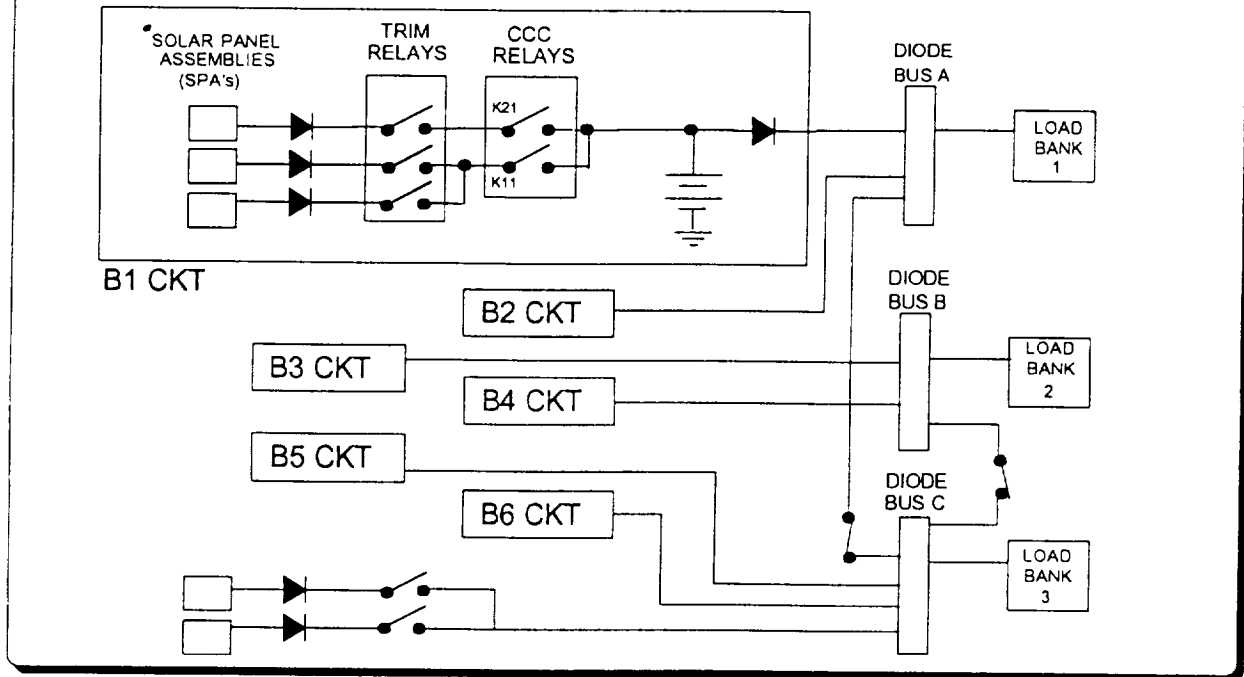 SOLAR PANEL
ASSEMBLIES
(SPA's)
TRIM
RELAYS
CCC
RELAYS
K21
K11
DIODE
BUS A
LOAD
BANK
1
B1 CKT
B2 CKT
DIODE
BUS B
B3 CKT
LOAD
BANK
2
B4 CKT
B5 CKT
DIODE
BUS C
B6 CKT
LOAD
BANK
3